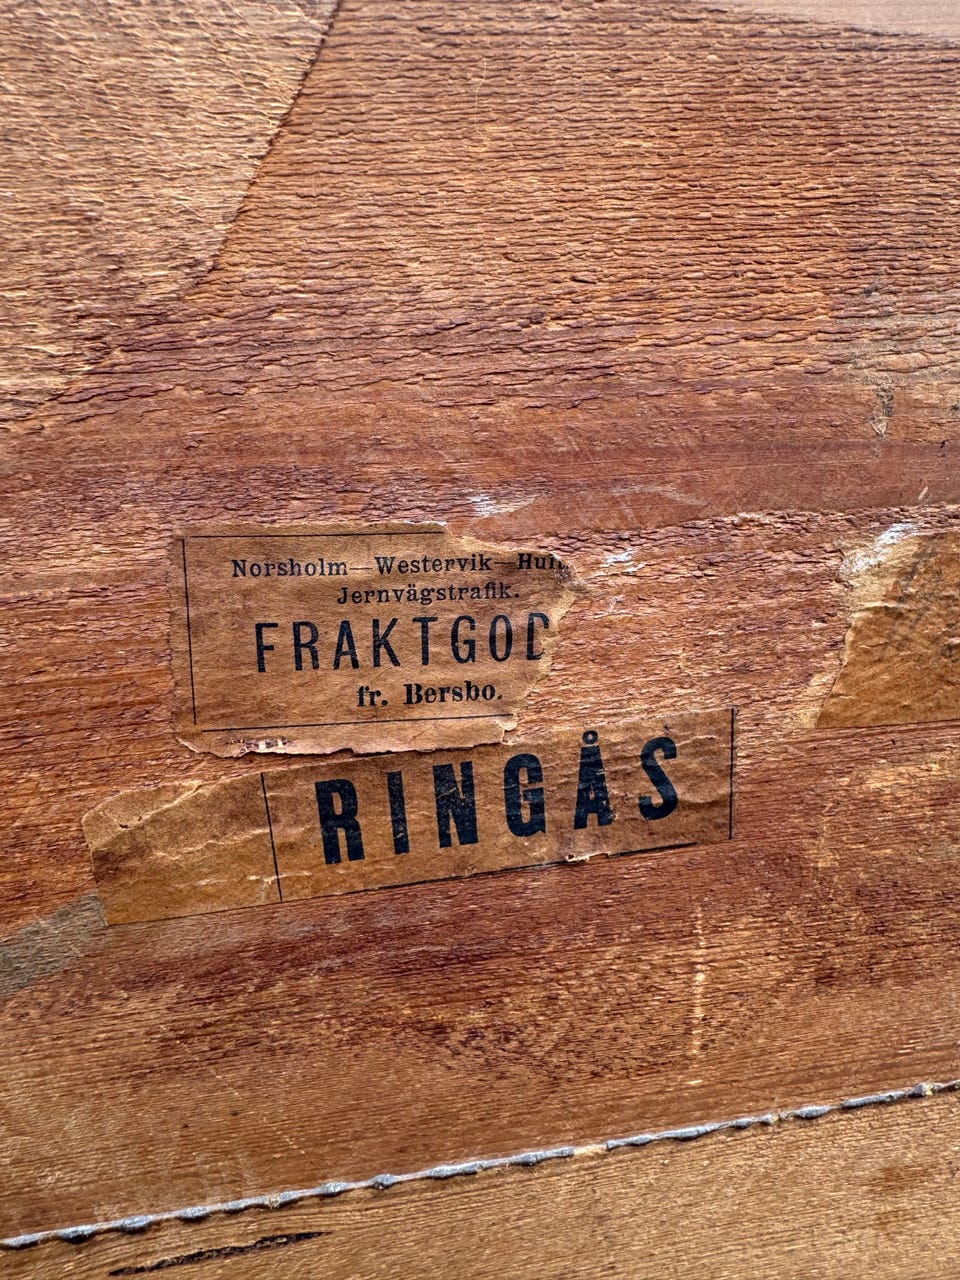 Norsholm—Westervik—Hult
Jernvägstrafik.
FRAKTGOD
fr. Bersbo.
RINGÅS